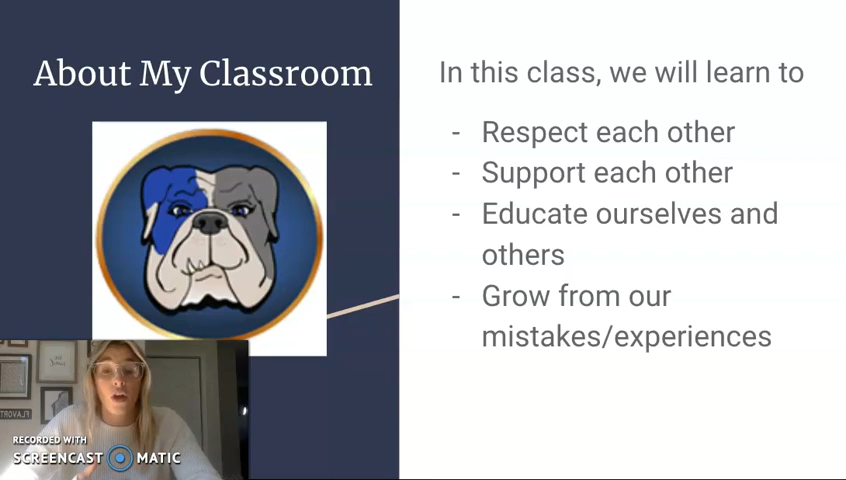 About My Classroom
In this class, we will learn to
- Respect each other
- Support each other
- Educate ourselves and
others
- Grow from our
mistakes/experiences
RECORDED WITH
SCREENCAST MATIC